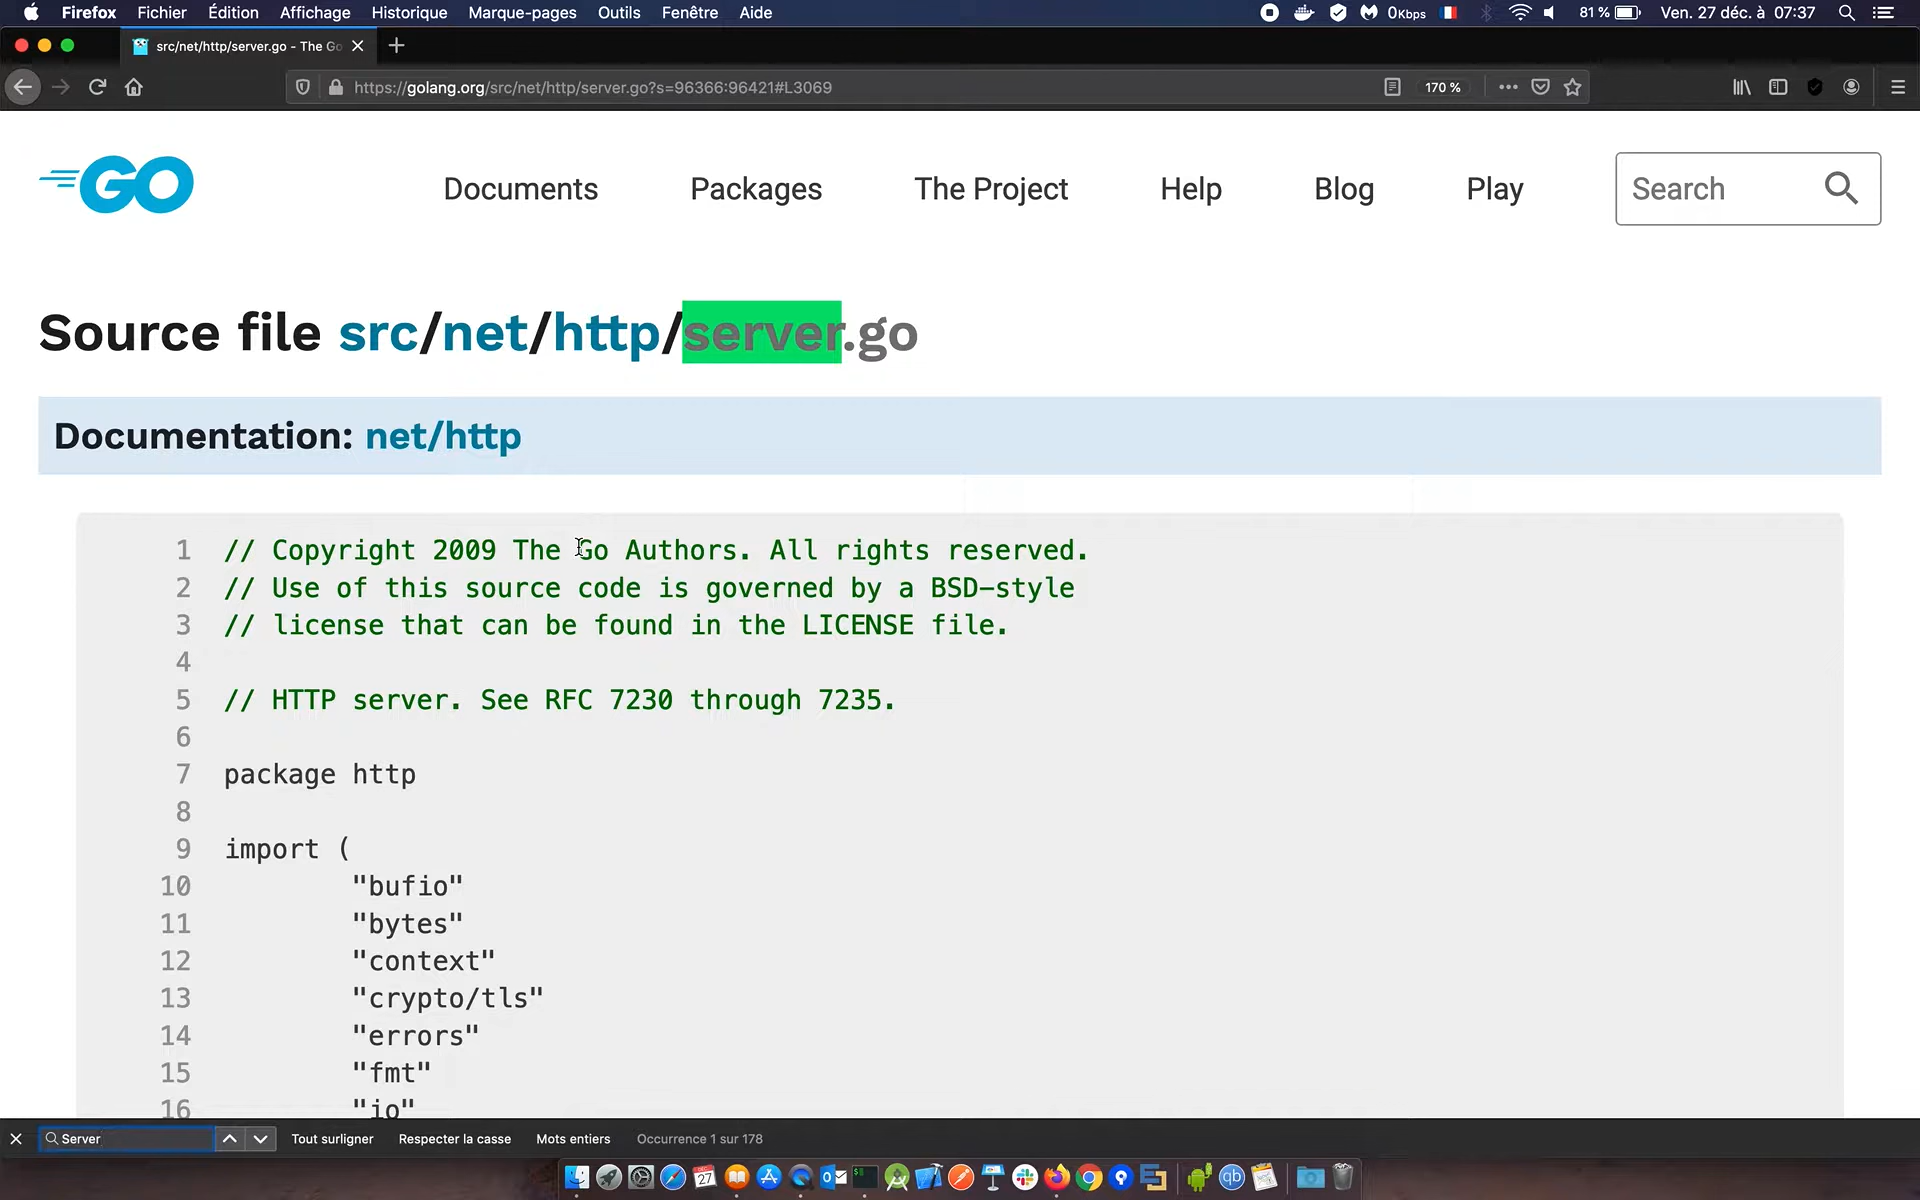 Firefox Fichier Édition Affichage Historique Marque-pages Outils Fenêtre Aide 0Kbps 81 % Ven. 27 déc. à 07:37
src/net/http/server.go - The Go
https://golang.org/src/net/http/server.go?s=96366:96421#L3069 170 %
GO Documents Packages The Project Help Blog Play Search
Source file src/net/http/server.go
Documentation: net/http
1 // Copyright 2009 The Go Authors. All rights reserved.
2 // Use of this source code is governed by a BSD-style
3 // license that can be found in the LICENSE file.
4
5 // HTTP server. See RFC 7230 through 7235.
6
7 package http
8
9 import (
10 "bufio"
11 "bytes"
12 "context"
13 "crypto/tls"
14 "errors"
15 "fmt"
16 "io"
Server Tout surligner Respecter la casse Mots entiers Occurrence 1 sur 178
27
qb